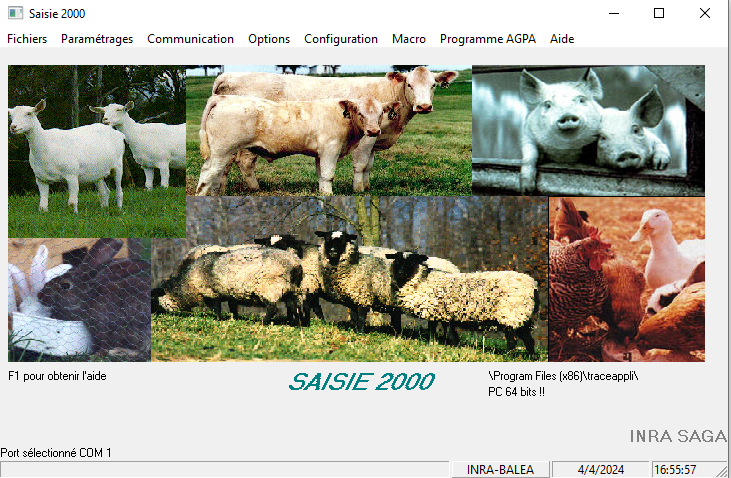 Saisie 2000
Fichiers Paramétrages Communication Options Configuration Macro Programme AGPA Aide
F1 pour obtenir l'aide
SAISIE 2000
\Program Files (x86)\traceappli\
PC 64 bits !!
INRA SAGA
Port sélectionné COM 1
INRA-BALEA 4/4/2024 16:55:57